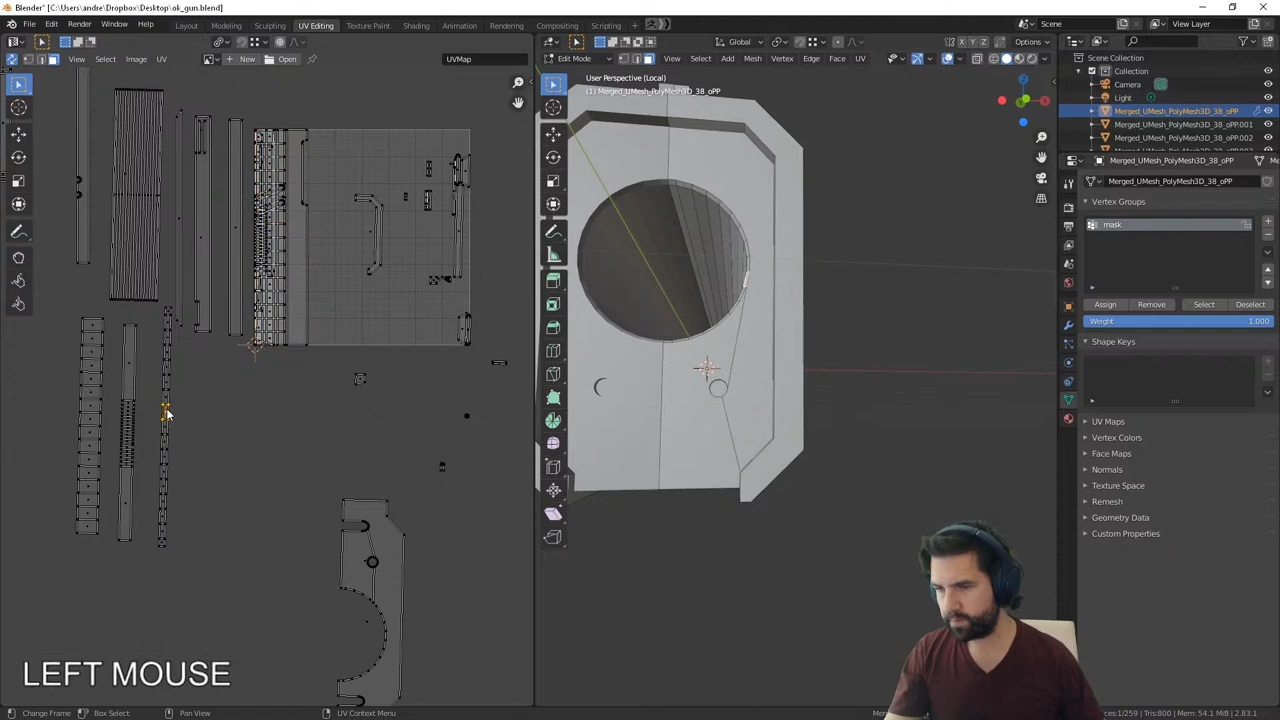 Blender* [C:\Users\andre\Dropbox\Desktop\ok_gun.blend]
File Edit Render Window Help Layout Modeling Sculpting UV Editing Texture Paint Shading Animation Rendering Compositing Scripting Scene View Layer
Global Options
View Select Image UV New Open UVMap Edit Mode View Select Add Mesh Vertex Edge Face UV
User Perspective (Local)
(1) Merged_UMesh_PolyMesh3D_38_oPP
Scene Collection
Collection
Camera
Light
Merged_UMesh_PolyMesh3D_38_oPP
Merged_UMesh_PolyMesh3D_38_oPP.001
Merged_UMesh_PolyMesh3D_38_oPP.002
Merged_UMesh_PolyMesh3D_38_oPP
Merged_UMesh_PolyMesh3D_38_oPP
Vertex Groups
mask
Assign Remove Select Deselect
Weight 1.000
Shape Keys
UV Maps
Vertex Colors
Face Maps
Normals
Texture Space
Remesh
Geometry Data
Custom Properties
LEFT MOUSE
Change Frame Box Select Pan View UV Context Menu